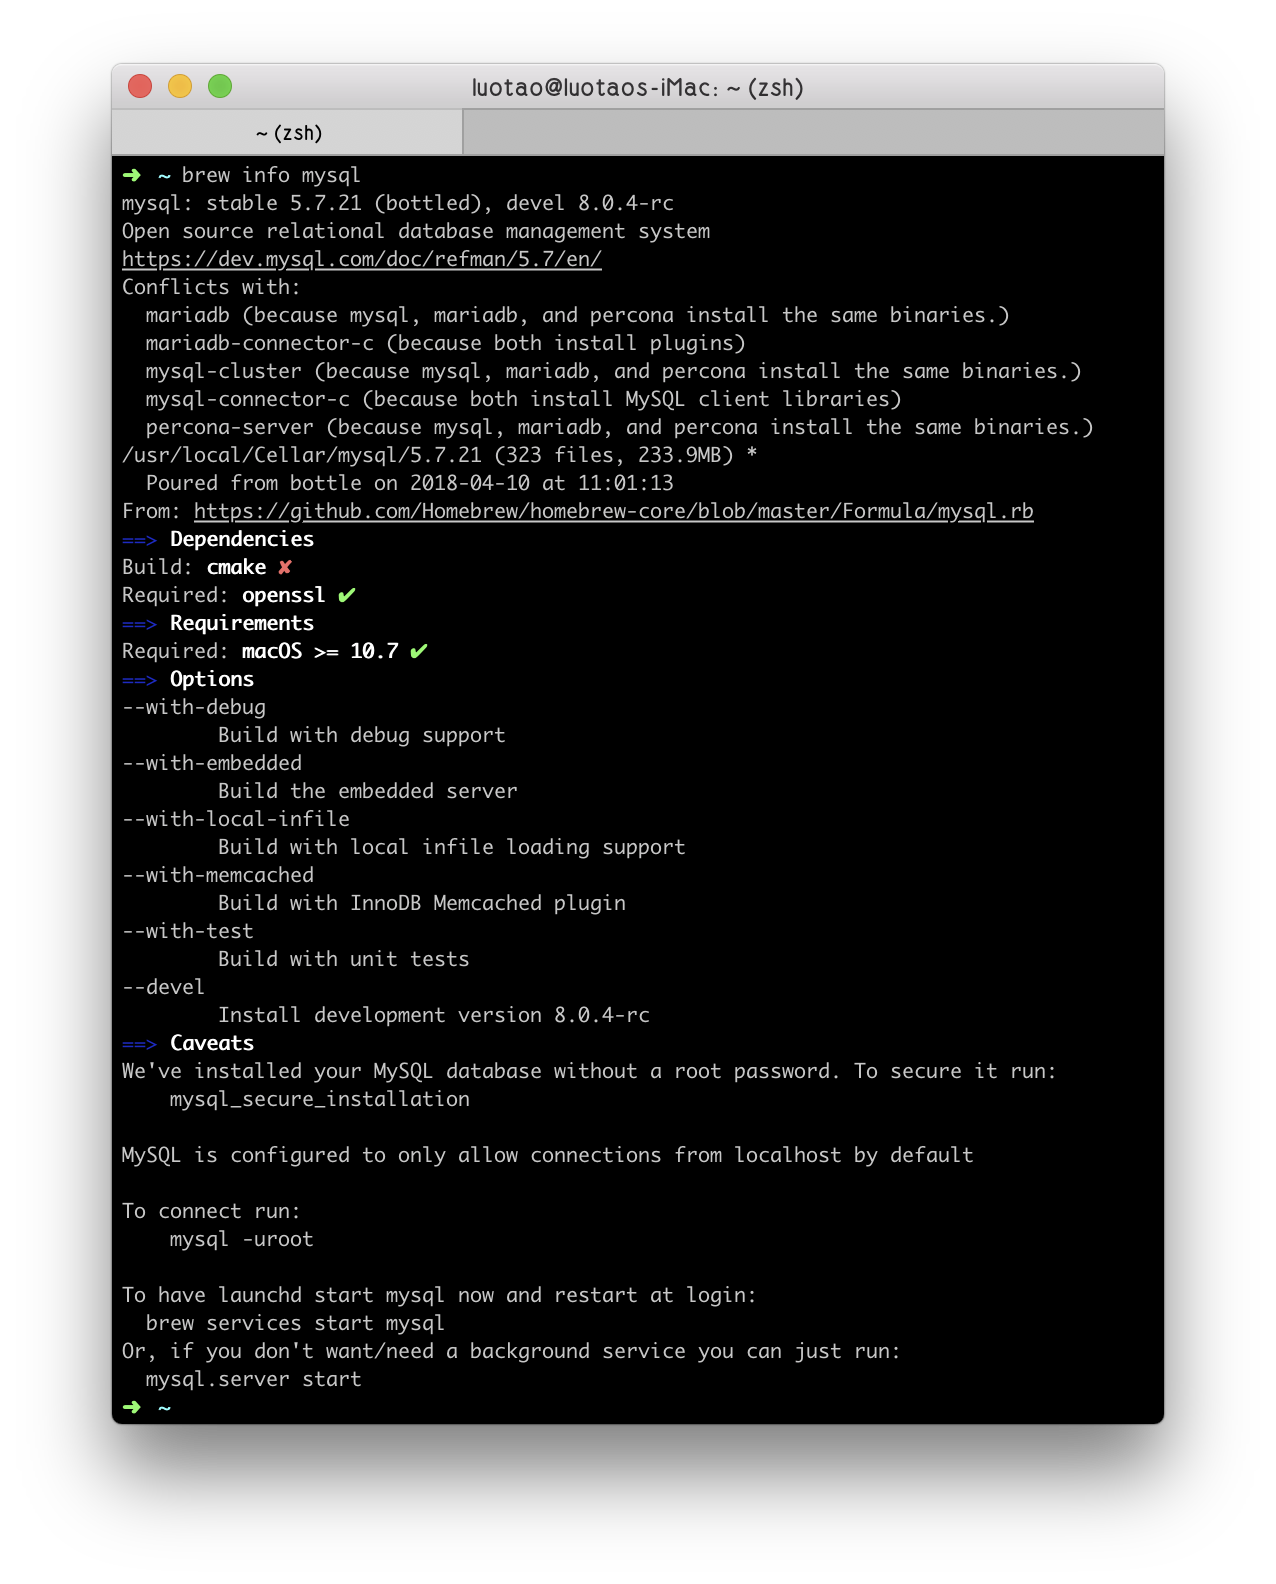 luotao@luotaos-iMac: ~ (zsh)
~ (zsh)
➜  ~ brew info mysql
mysql: stable 5.7.21 (bottled), devel 8.0.4-rc
Open source relational database management system
https://dev.mysql.com/doc/refman/5.7/en/
Conflicts with:
  mariadb (because mysql, mariadb, and percona install the same binaries.)
  mariadb-connector-c (because both install plugins)
  mysql-cluster (because mysql, mariadb, and percona install the same binaries.)
  mysql-connector-c (because both install MySQL client libraries)
  percona-server (because mysql, mariadb, and percona install the same binaries.)
/usr/local/Cellar/mysql/5.7.21 (323 files, 233.9MB) *
  Poured from bottle on 2018-04-10 at 11:01:13
From: https://github.com/Homebrew/homebrew-core/blob/master/Formula/mysql.rb
==> Dependencies
Build: cmake ✘
Required: openssl ✔
==> Requirements
Required: macOS >= 10.7 ✔
==> Options
--with-debug
        Build with debug support
--with-embedded
        Build the embedded server
--with-local-infile
        Build with local infile loading support
--with-memcached
        Build with InnoDB Memcached plugin
--with-test
        Build with unit tests
--devel
        Install development version 8.0.4-rc
==> Caveats
We've installed your MySQL database without a root password. To secure it run:
    mysql_secure_installation

MySQL is configured to only allow connections from localhost by default

To connect run:
    mysql -uroot

To have launchd start mysql now and restart at login:
  brew services start mysql
Or, if you don't want/need a background service you can just run:
  mysql.server start
➜  ~